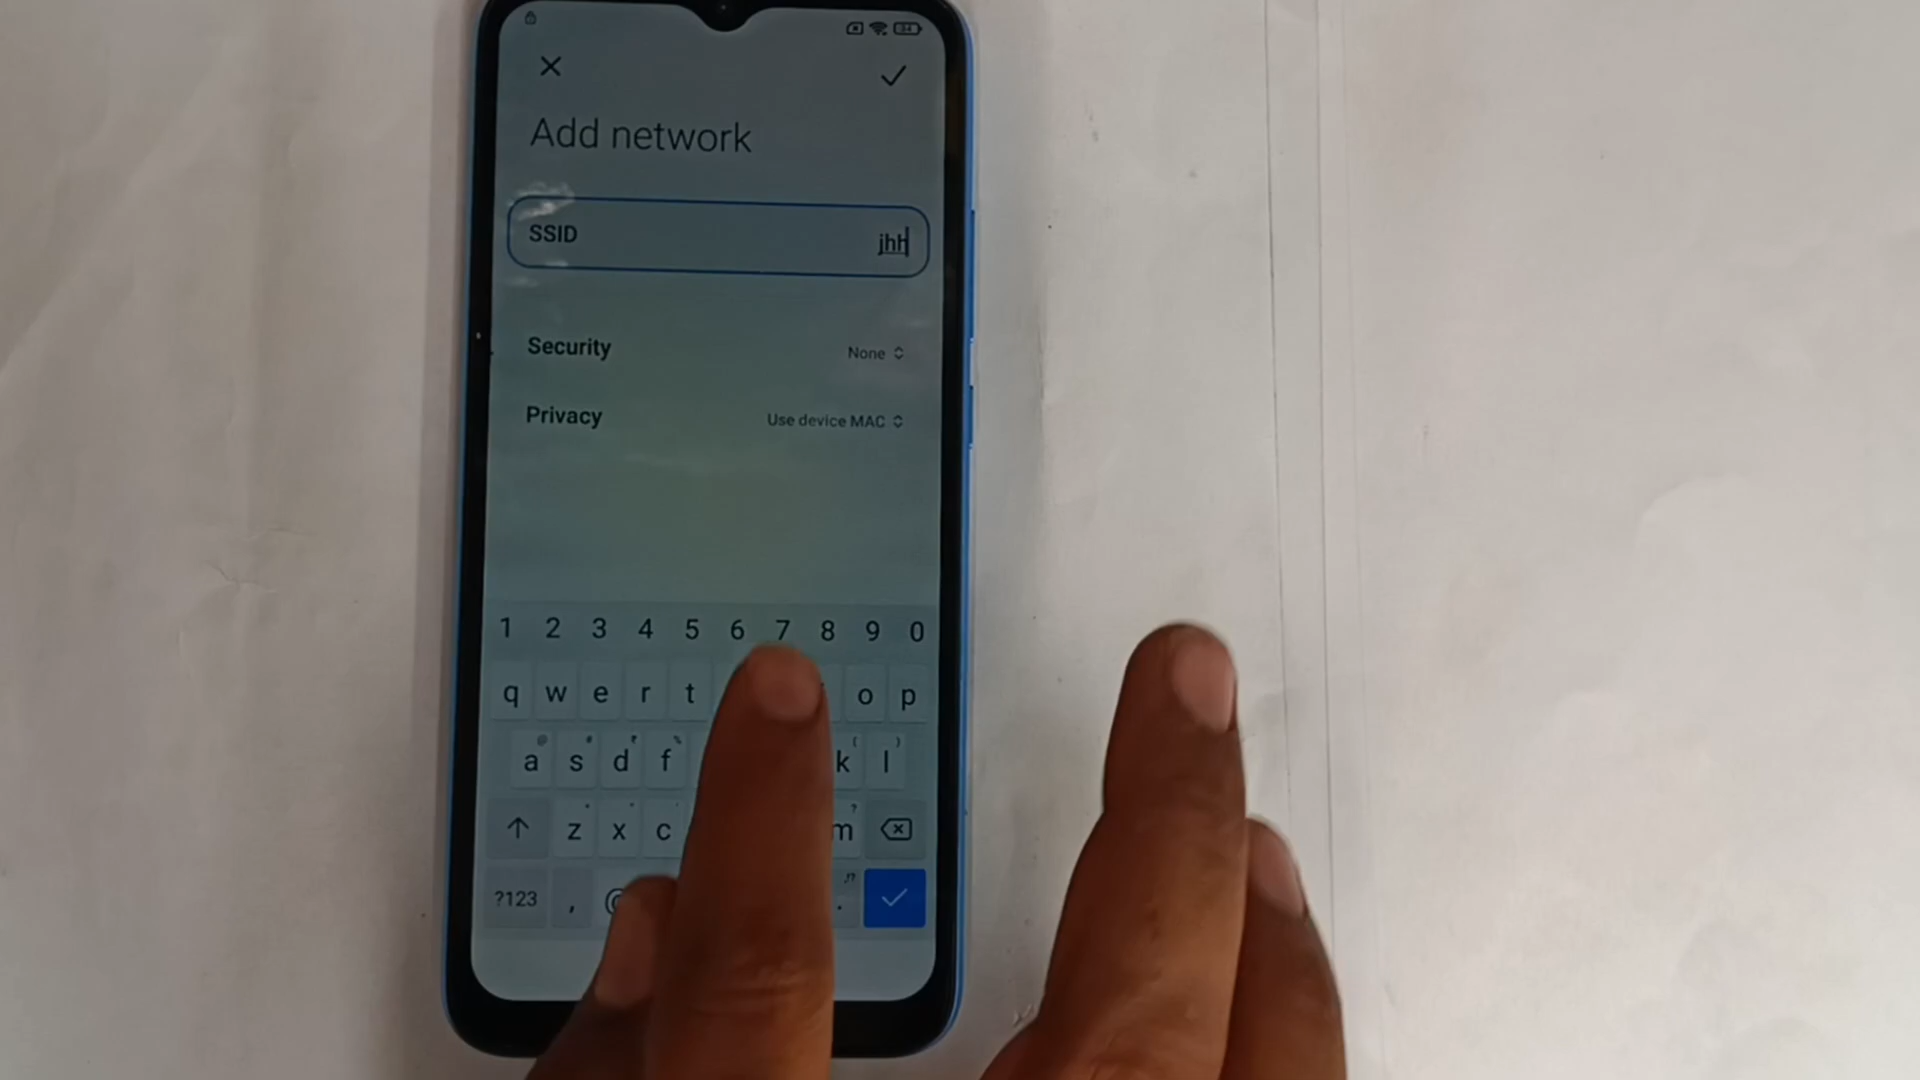 Add network
SSID jhh
Security None
Privacy Use device MAC
1 2 3 4 5 6 7 8 9 0
q w e r t o p
a s d f k l
z x c m
?123 , @ .